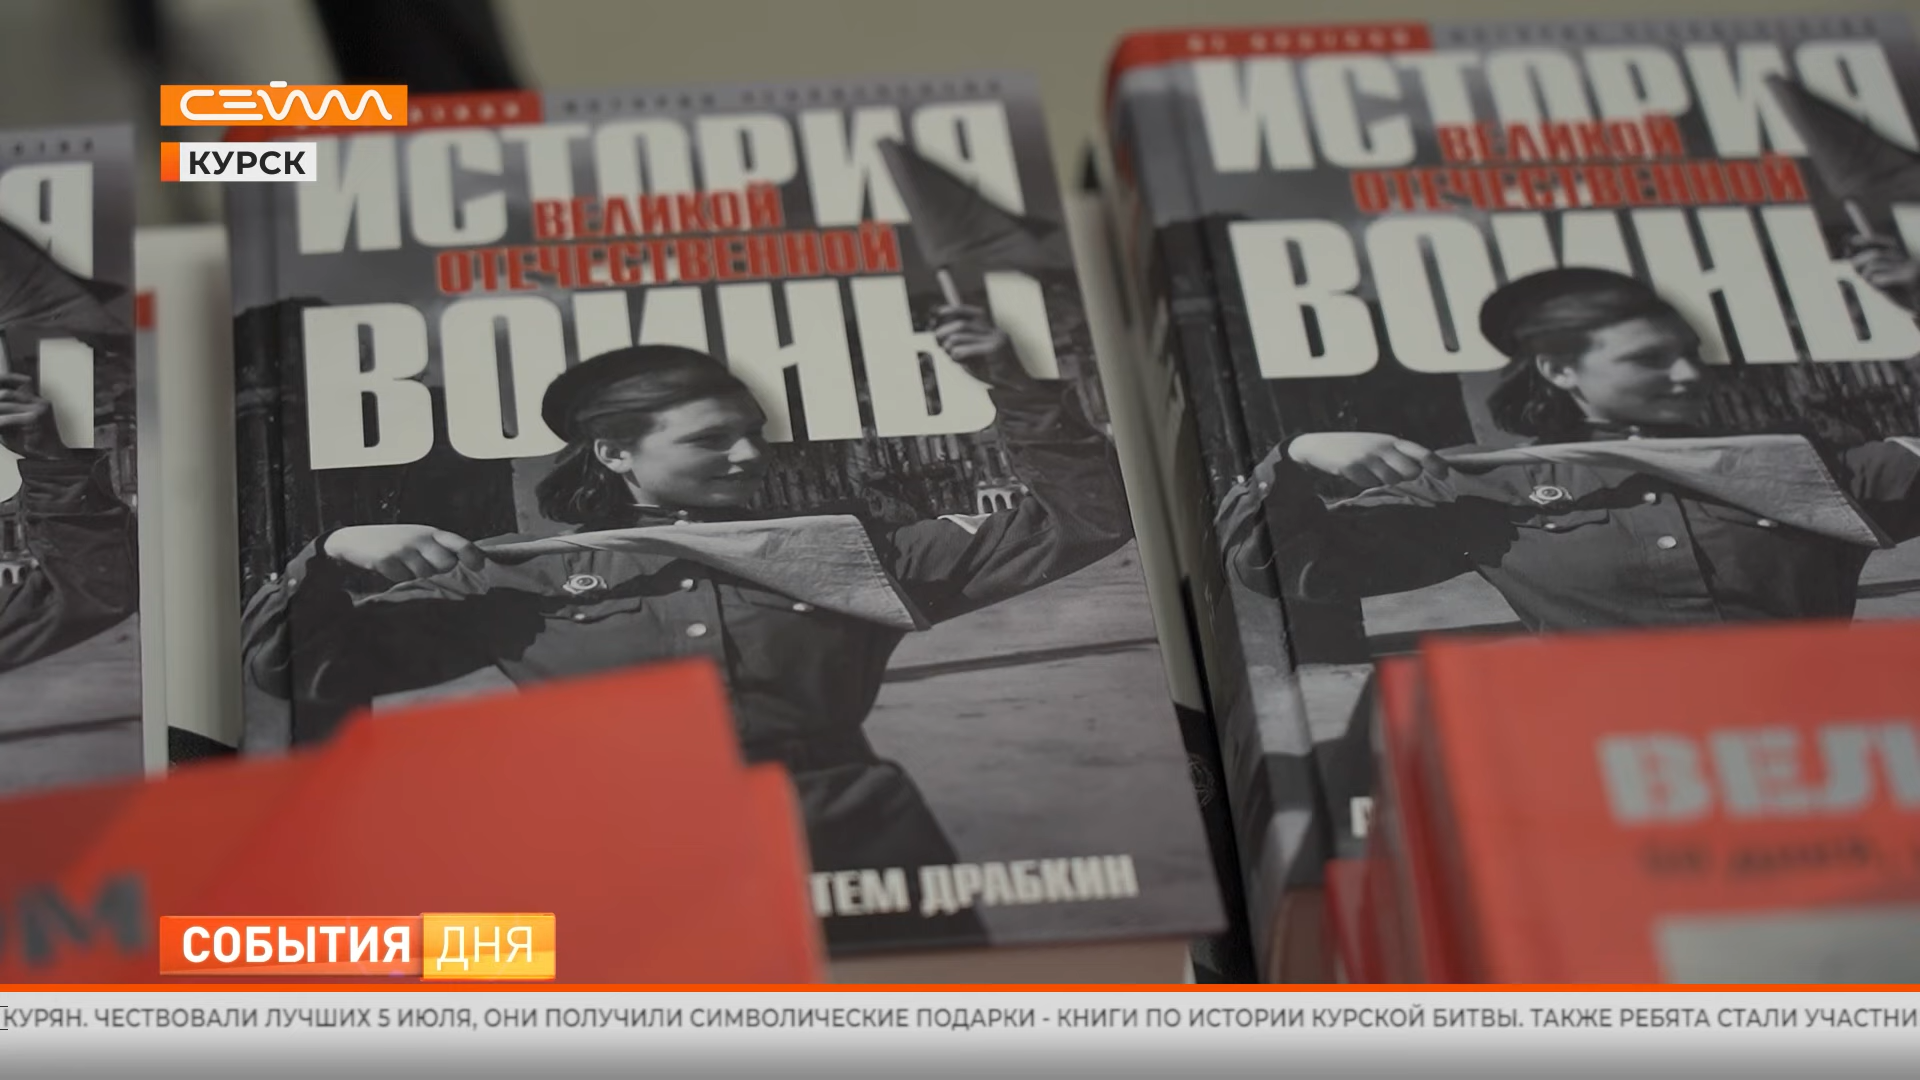 СЕЙМ
КУРСК
ИСТОРИЯ
ВЕЛИКОЙ
ОТЕЧЕСТВЕННОЙ
ВОЙНЫ
ТЕМ ДРАБКИН
ИСТОРИЯ
ВЕЛИКОЙ
ОТЕЧЕСТВЕННОЙ
ВОЙНЫ
ВЕЛ
СОБЫТИЯ ДНЯ
КУРЯН. ЧЕСТВОВАЛИ ЛУЧШИХ 5 ИЮЛЯ, ОНИ ПОЛУЧИЛИ СИМВОЛИЧЕСКИЕ ПОДАРКИ - КНИГИ ПО ИСТОРИИ КУРСКОЙ БИТВЫ. ТАКЖЕ РЕБЯТА СТАЛИ УЧАСТНИ